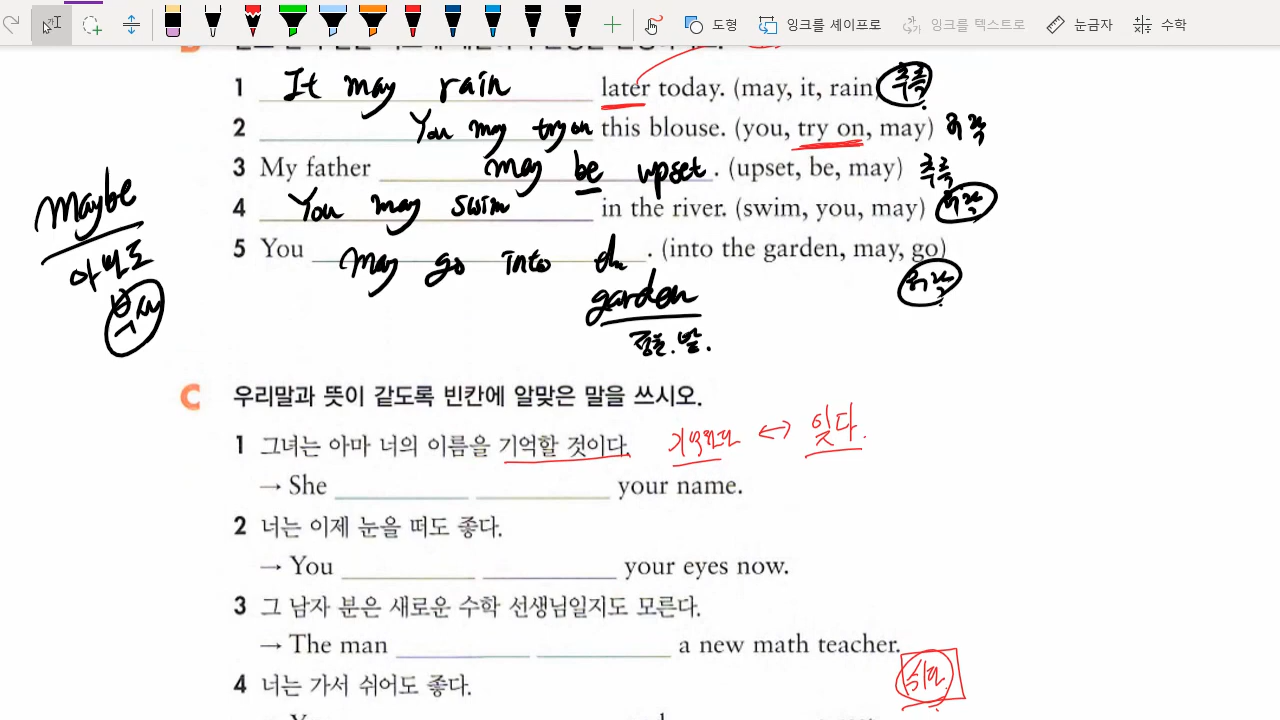 도형 잉크를 셰이프로 잉크를 텍스트로 눈금자 수학
1 It may rain later today. (may, it, rain) 추측
2 You may try on this blouse. (you, try on, may) 허락
3 My father may be upset. (upset, be, may) 추측
4 You may swim in the river. (swim, you, may) 허락
5 You may go into the garden. (into the garden, may, go)
허락
정원. 밭.
Maybe
아마도
부사
C 우리말과 뜻이 같도록 빈칸에 알맞은 말을 쓰시오.
1 그녀는 아마 너의 이름을 기억할 것이다. 기억하다 ↔ 잊다.
→ She your name.
2 너는 이제 눈을 떠도 좋다.
→ You your eyes now.
3 그 남자 분은 새로운 수학 선생님일지도 모른다.
→ The man a new math teacher.
쉬다.
4 너는 가서 쉬어도 좋다.